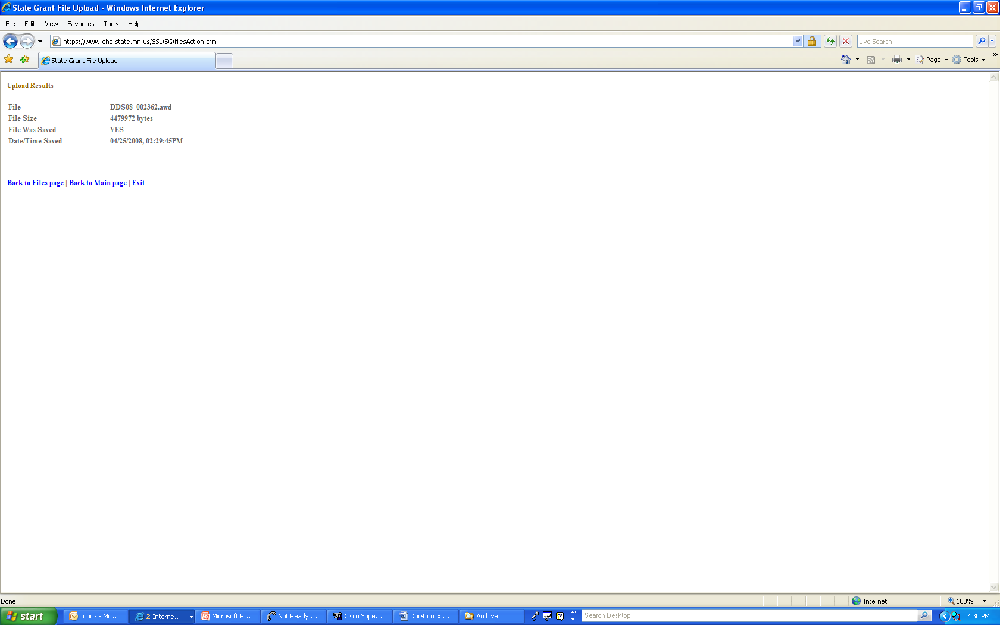 State Grant File Upload - Windows Internet Explorer
File Edit View Favorites Tools Help
https://www.ohe.state.mn.us/SSL/SG/filesAction.cfm
Live Search
State Grant File Upload
Page Tools
Upload Results
File DDS08_002362.awd
File Size 4479972 bytes
File Was Saved YES
Date/Time Saved 04/25/2008, 02:29:45PM
Back to Files page | Back to Main page | Exit
Done
Internet
100%
start
Inbox - Mic...
2 Interne...
Microsoft P...
Not Ready ...
Cisco Supe...
Doc4.docx ...
Archive
Search Desktop
2:30 PM